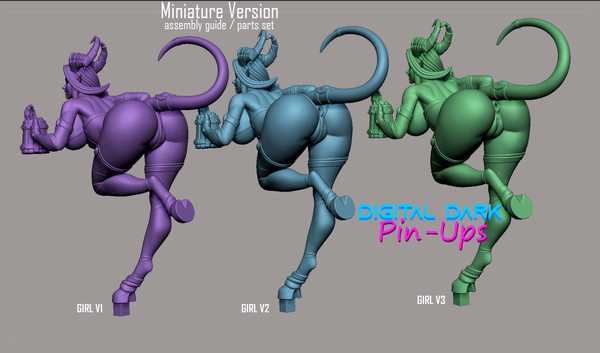 Miniature Version
assembly guide / parts set
DIGITAL DARK
Pin-Ups
GIRL V1
GIRL V2
GIRL V3